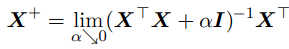 X⁺ = lim_{α↘0} (X^⊤ X + αI)⁻¹ X^⊤